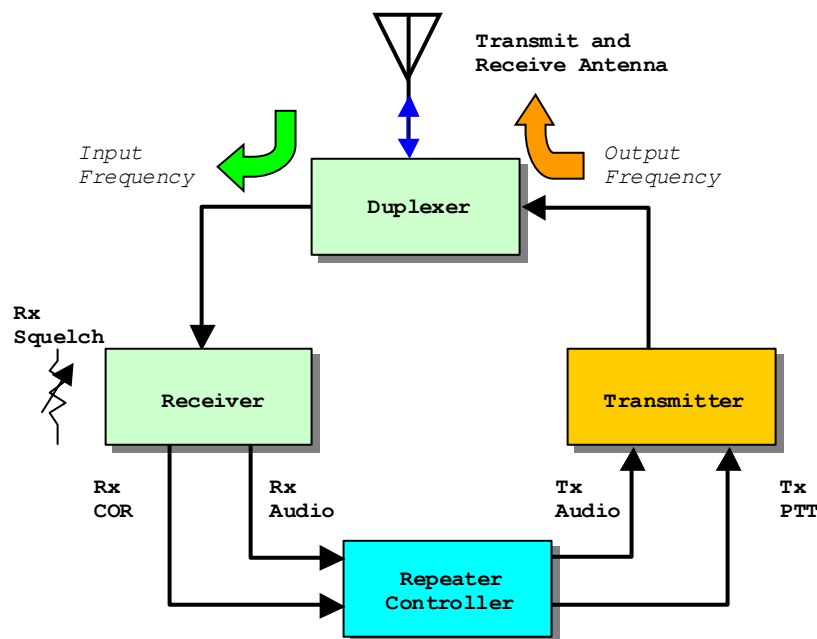 Transmit and
Receive Antenna
Input
Frequency
Output
Frequency
Duplexer
Rx
Squelch
Receiver
Transmitter
Rx
COR
Rx
Audio
Tx
Audio
Tx
PTT
Repeater
Controller